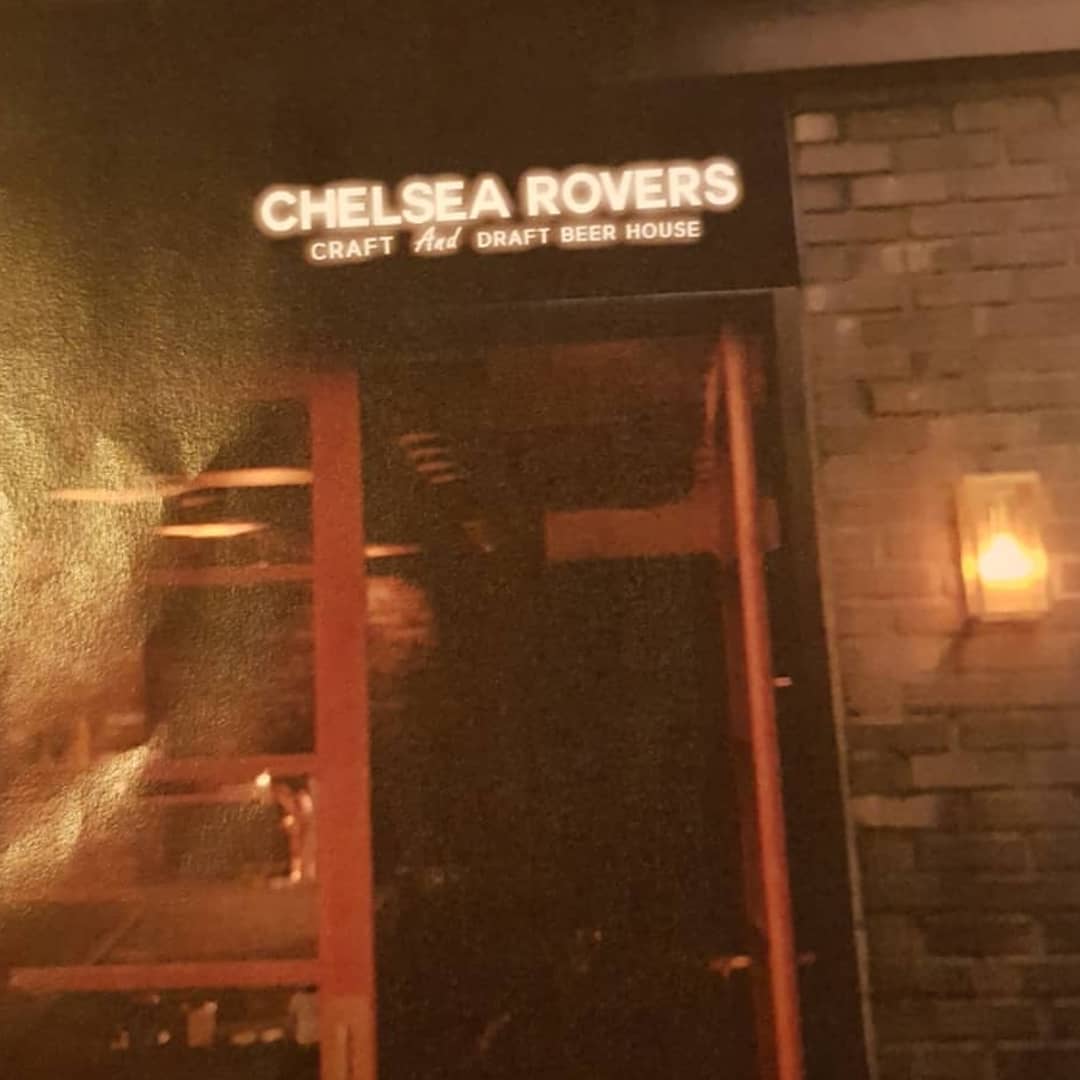 CHELSEA ROVERS
CRAFT And DRAFT BEER HOUSE